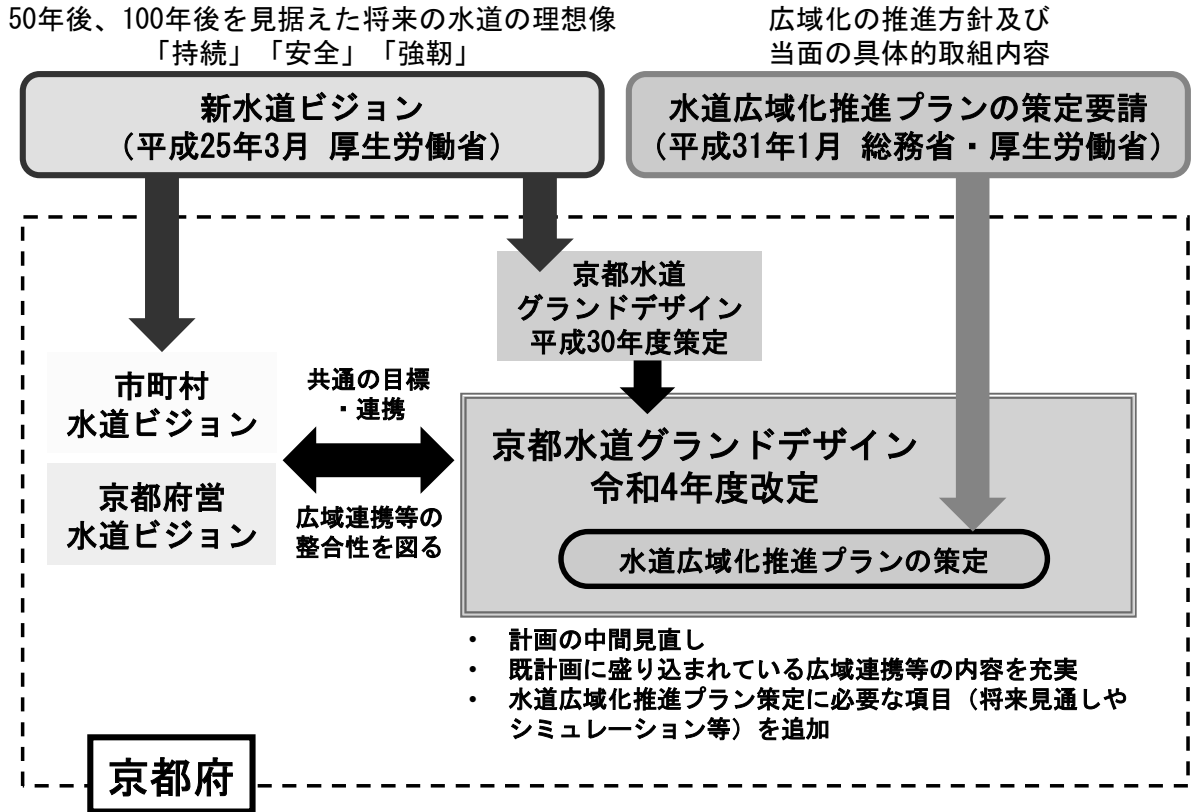 50年後、100年後を見据えた将来の水道の理想像
「持続」「安全」「強靭」
広域化の推進方針及び
当面の具体的取組内容
新水道ビジョン
（平成25年3月 厚生労働省）
水道広域化推進プランの策定要請
（平成31年1月 総務省・厚生労働省）
京都水道
グランドデザイン
平成30年度策定
市町村
水道ビジョン
京都府営
水道ビジョン
共通の目標
・連携
広域連携等の
整合性を図る
京都水道グランドデザイン
令和4年度改定
水道広域化推進プランの策定
・ 計画の中間見直し
・ 既計画に盛り込まれている広域連携等の内容を充実
・ 水道広域化推進プラン策定に必要な項目（将来見通しや
シミュレーション等）を追加
京都府